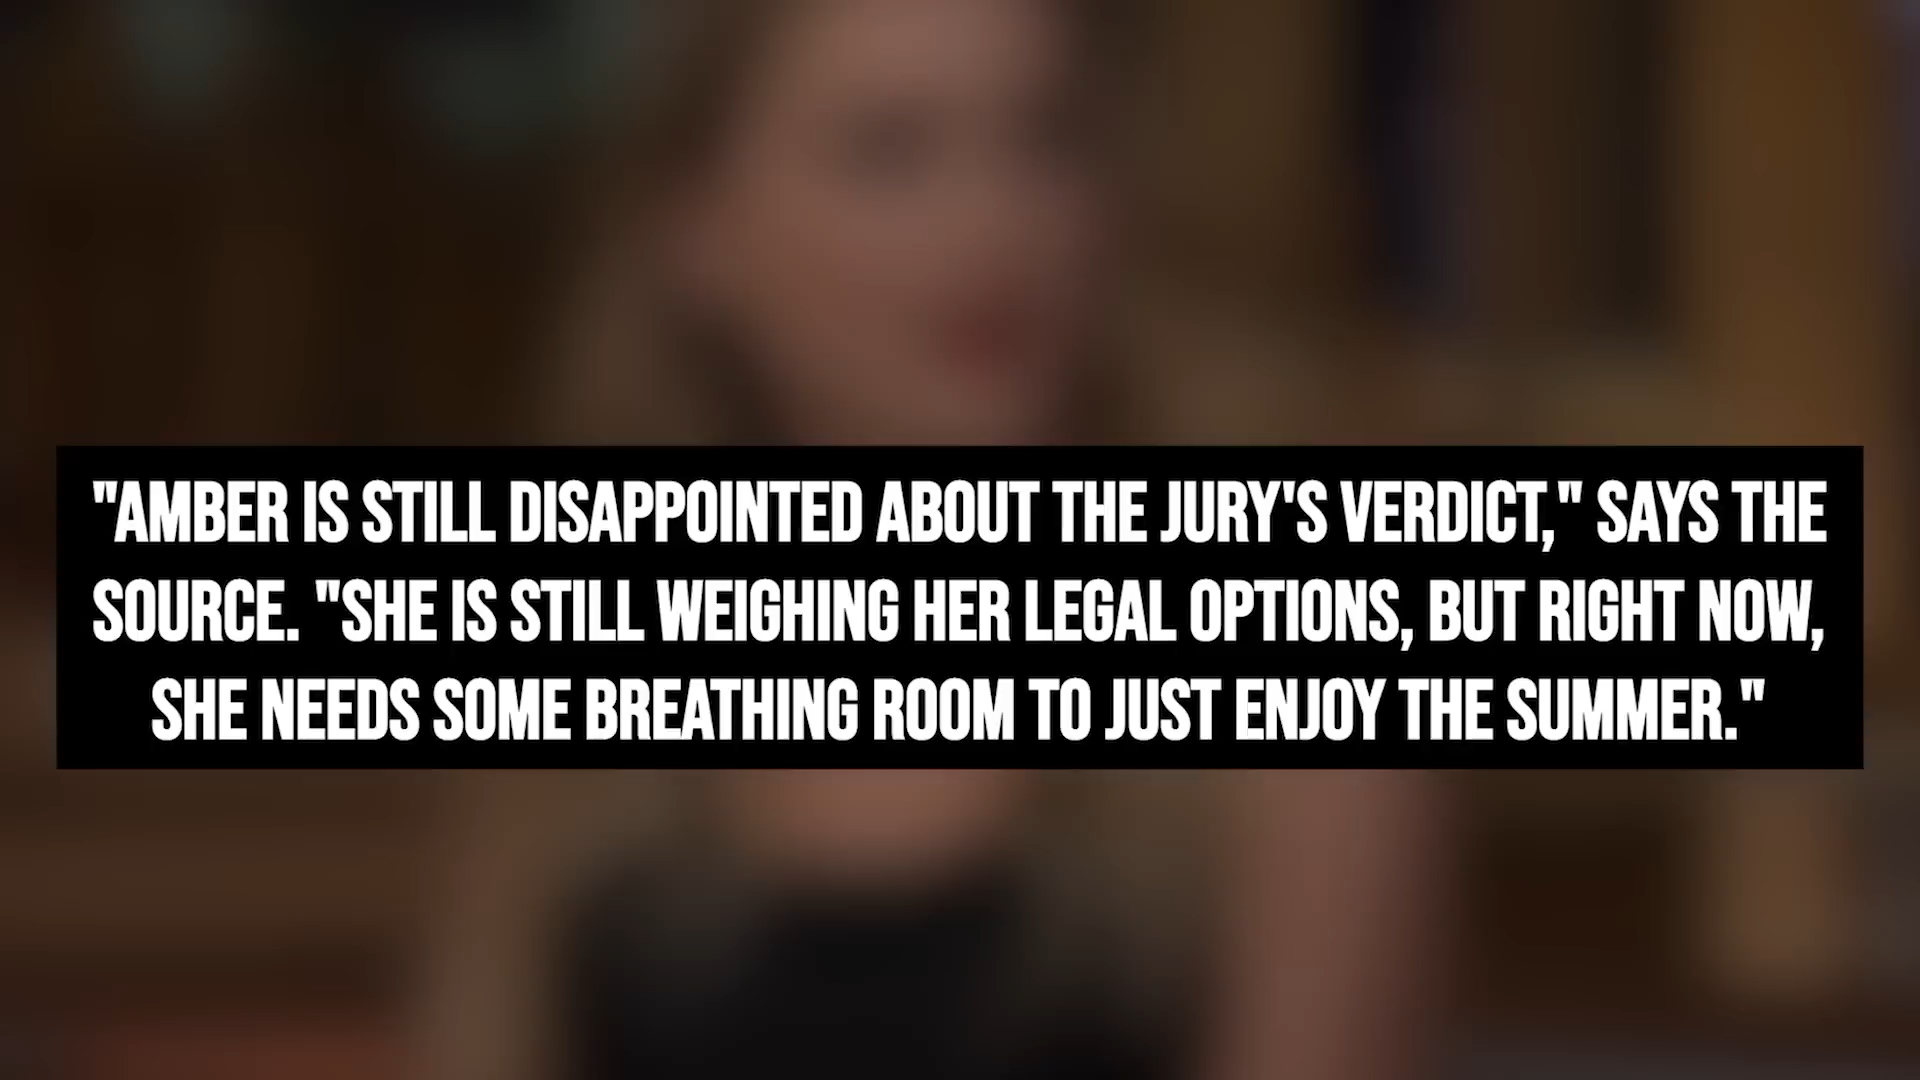 "AMBER IS STILL DISAPPOINTED ABOUT THE JURY'S VERDICT," SAYS THE
SOURCE. "SHE IS STILL WEIGHING HER LEGAL OPTIONS, BUT RIGHT NOW,
SHE NEEDS SOME BREATHING ROOM TO JUST ENJOY THE SUMMER."